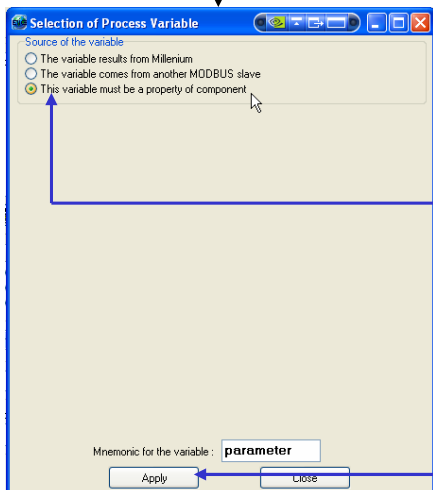 Selection of Process Variable
Source of the variable
The variable results from Millenium
The variable comes from another MODBUS slave
This variable must be a property of component
Mnemonic for the variable : parameter
Apply Close